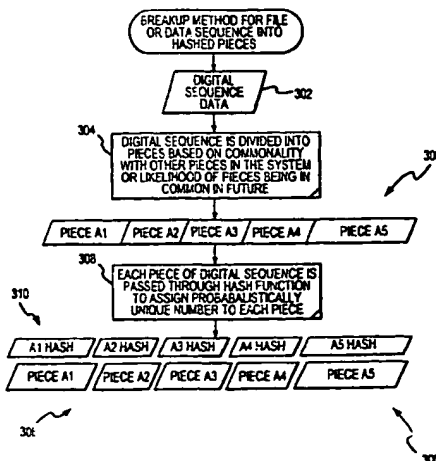 BREAKUP METHOD FOR FILE
OR DATA SEQUENCE INTO
HASHED PIECES
DIGITAL
SEQUENCE
DATA
302
304
DIGITAL SEQUENCE IS DIVIDED INTO
PIECES BASED ON COMMONALITY
WITH OTHER PIECES IN THE SYSTEM
OR LIKELIHOOD OF PIECES BEING IN
COMMON IN FUTURE
PIECE A1 PIECE A2 PIECE A3 PIECE A4 PIECE A5
308
EACH PIECE OF DIGITAL SEQUENCE IS
PASSED THROUGH HASH FUNCTION
TO ASSIGN PROBABALISTICALLY
UNIQUE NUMBER TO EACH PIECE
310
A1 HASH A2 HASH A3 HASH A4 HASH A5 HASH
PIECE A1 PIECE A2 PIECE A3 PIECE A4 PIECE A5